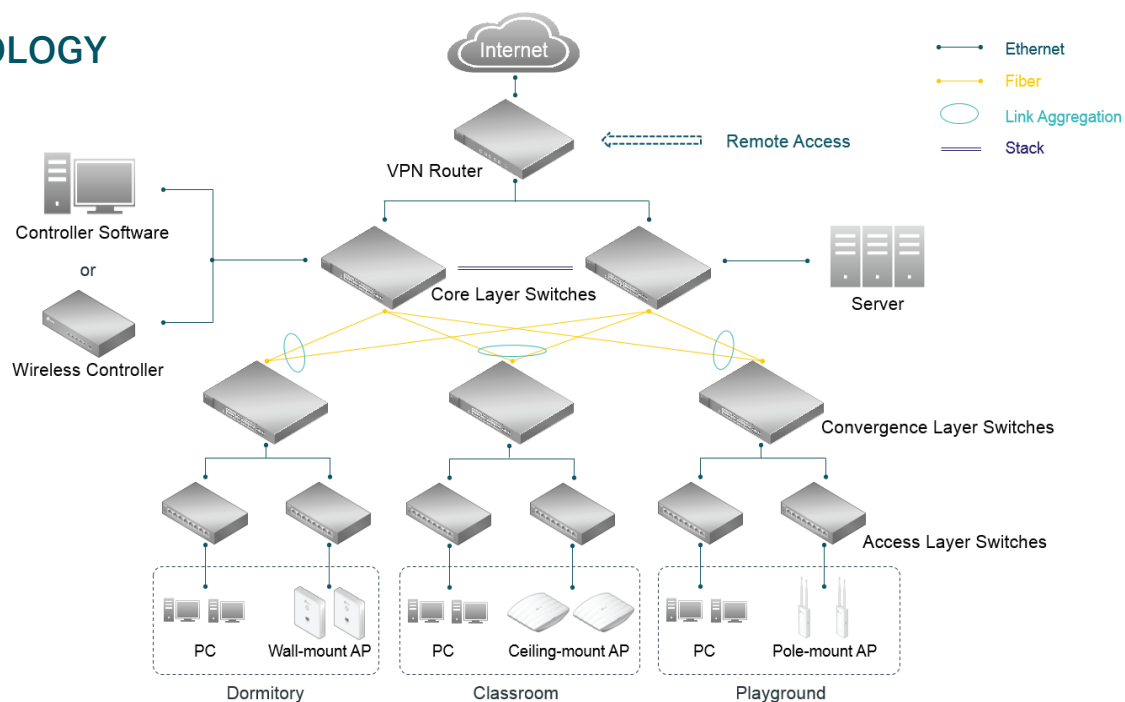 OLOGY
Internet
Ethernet
Fiber
Link Aggregation
Stack
Remote Access
VPN Router
Controller Software
or
Wireless Controller
Core Layer Switches
Server
Convergence Layer Switches
Access Layer Switches
PC
Wall-mount AP
PC
Ceiling-mount AP
PC
Pole-mount AP
Dormitory
Classroom
Playground